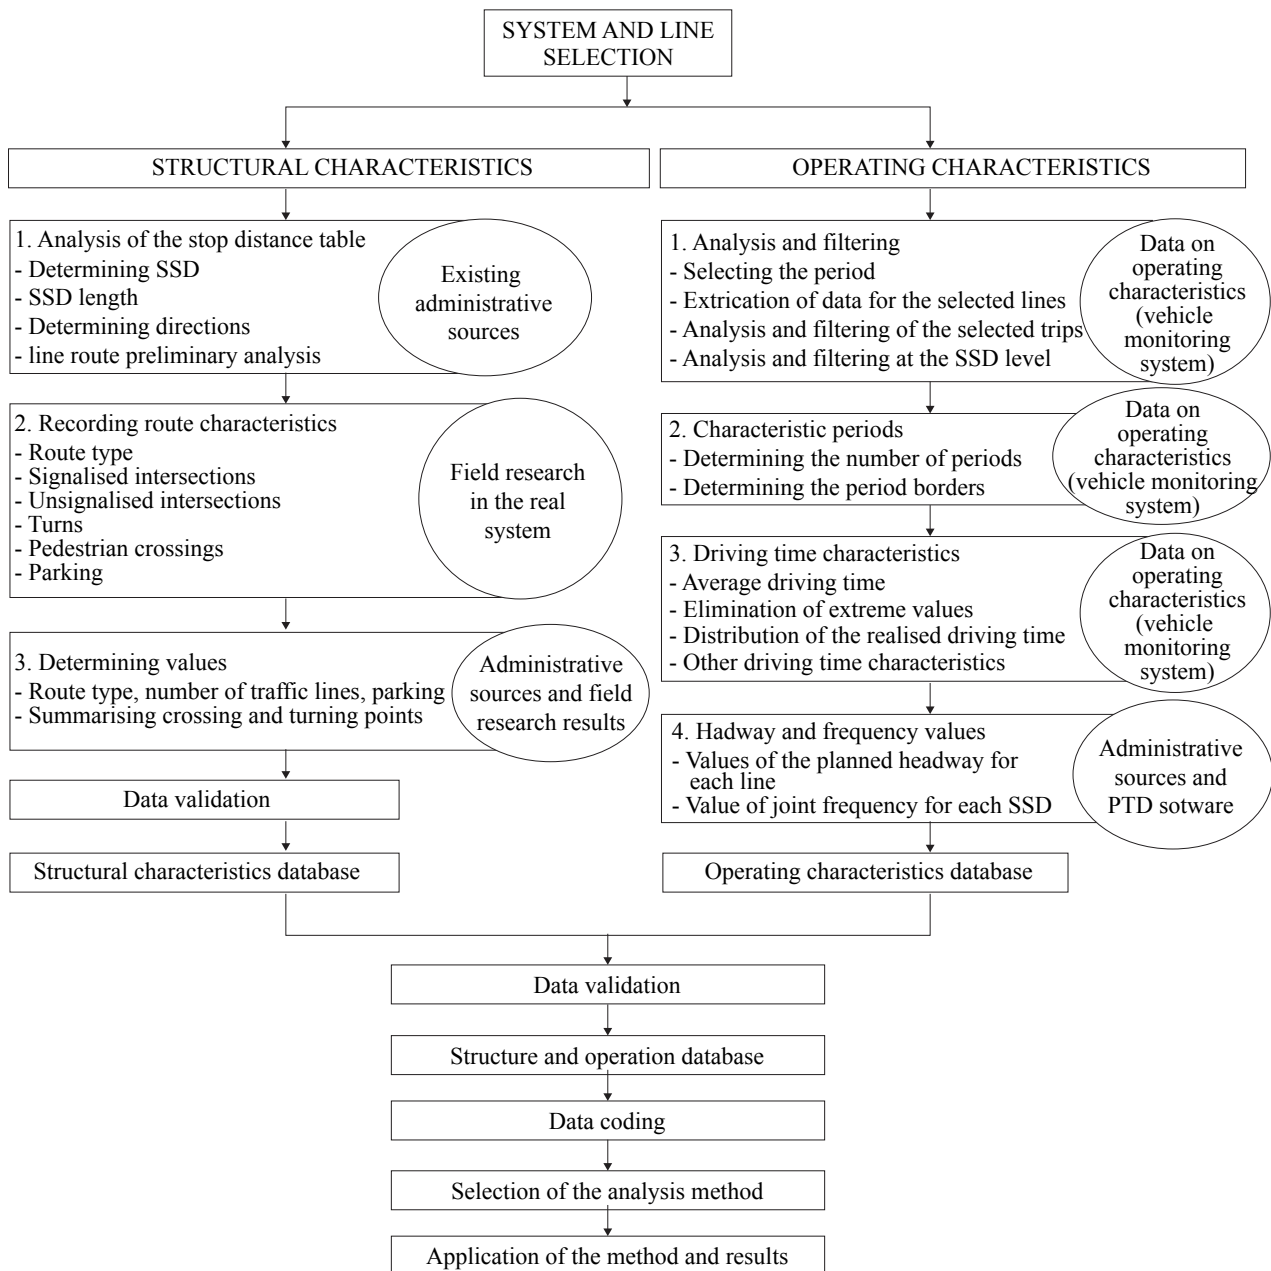 SYSTEM AND LINE
SELECTION
STRUCTURAL CHARACTERISTICS
1. Analysis of the stop distance table
- Determining SSD
- SSD length
- Determining directions
- line route preliminary analysis
Existing
administrative
sources
2. Recording route characteristics
- Route type
- Signalised intersections
- Unsignalised intersections
- Turns
- Pedestrian crossings
- Parking
Field research
in the real
system
3. Determining values
- Route type, number of traffic lines, parking
- Summarising crossing and turning points
Administrative
sources and field
research results
Data validation
Structural characteristics database
OPERATING CHARACTERISTICS
1. Analysis and filtering
- Selecting the period
- Extrication of data for the selected lines
- Analysis and filtering of the selected trips
- Analysis and filtering at the SSD level
Data on
operating
characteristics
(vehicle
monitoring
system)
2. Characteristic periods
- Determining the number of periods
- Determining the period borders
Data on
operating
characteristics
(vehicle monitoring
system)
3. Driving time characteristics
- Average driving time
- Elimination of extreme values
- Distribution of the realised driving time
- Other driving time characteristics
Data on
operating
characteristics
(vehicle
monitoring
system)
4. Hadway and frequency values
- Values of the planned headway for
each line
- Value of joint frequency for each SSD
Administrative
sources and
PTD sotware
Operating characteristics database
Data validation
Structure and operation database
Data coding
Selection of the analysis method
Application of the method and results